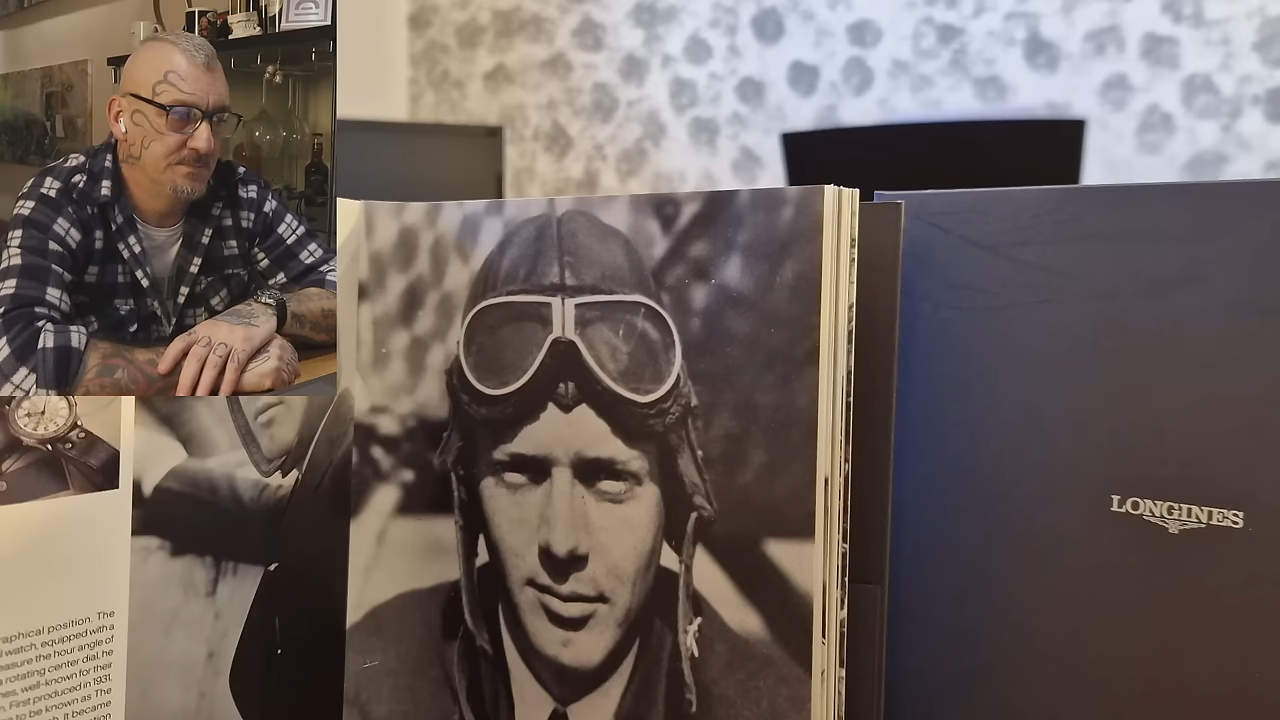 LONGINES
raphical position. The
l watch, equipped with a
easure the hour angle of
a rotating center dial, he
nes, well-known for their
n. First produced in 1931,
e to be known as The
h. It became